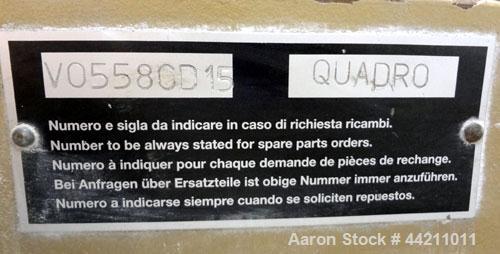 V0558GD15 QUADRO
Numero e sigla da indicare in caso di richiesta ricambi.
Number to be always stated for spare parts orders.
Numéro à indiquer pour chaque demande de pièces de rechange.
Bei Anfragen über Ersatzteile ist obige Nummer immer anzuführen.
Numero a indicarse siempre cuando se soliciten repuestos.
Aaron Stock # 44211011